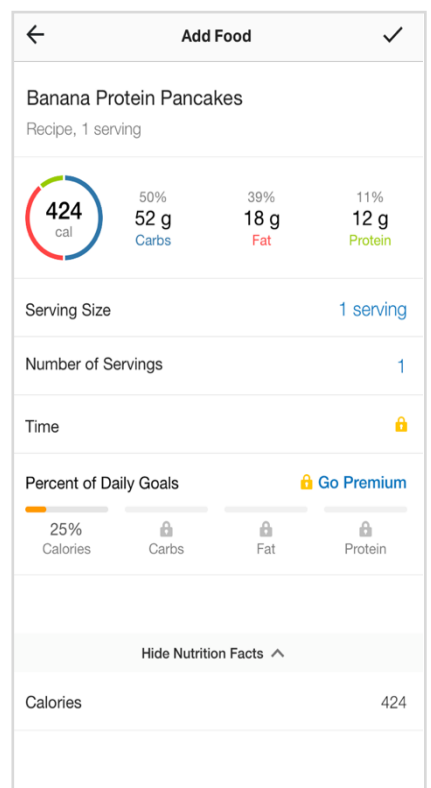 Add Food
Banana Protein Pancakes
Recipe, 1 serving
424
cal
50%
52 g
Carbs
39%
18 g
Fat
11%
12 g
Protein
Serving Size
1 serving
Number of Servings
1
Time
Percent of Daily Goals
Go Premium
25%
Calories
Carbs
Fat
Protein
Hide Nutrition Facts
Calories
424